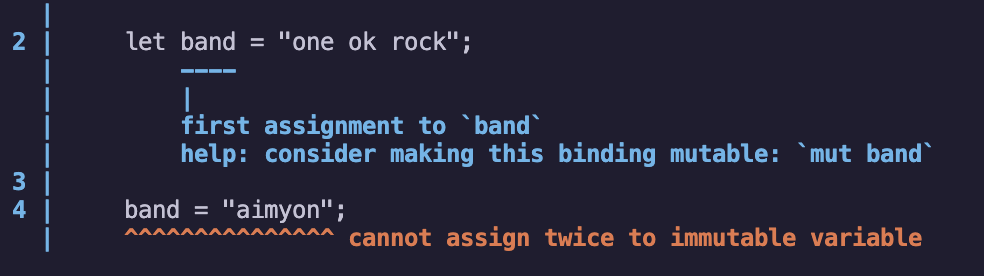 |
2 |     let band = "one ok rock";
|         ----
|         |
|         first assignment to `band`
|         help: consider making this binding mutable: `mut band`
3 |
4 |     band = "aimyon";
|     ^^^^^^^^^^^^^^^ cannot assign twice to immutable variable